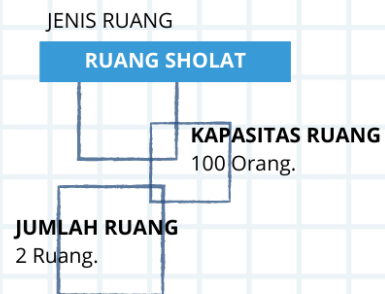 JENIS RUANG
RUANG SHOLAT
KAPASITAS RUANG
100 Orang.
JUMLAH RUANG
2 Ruang.